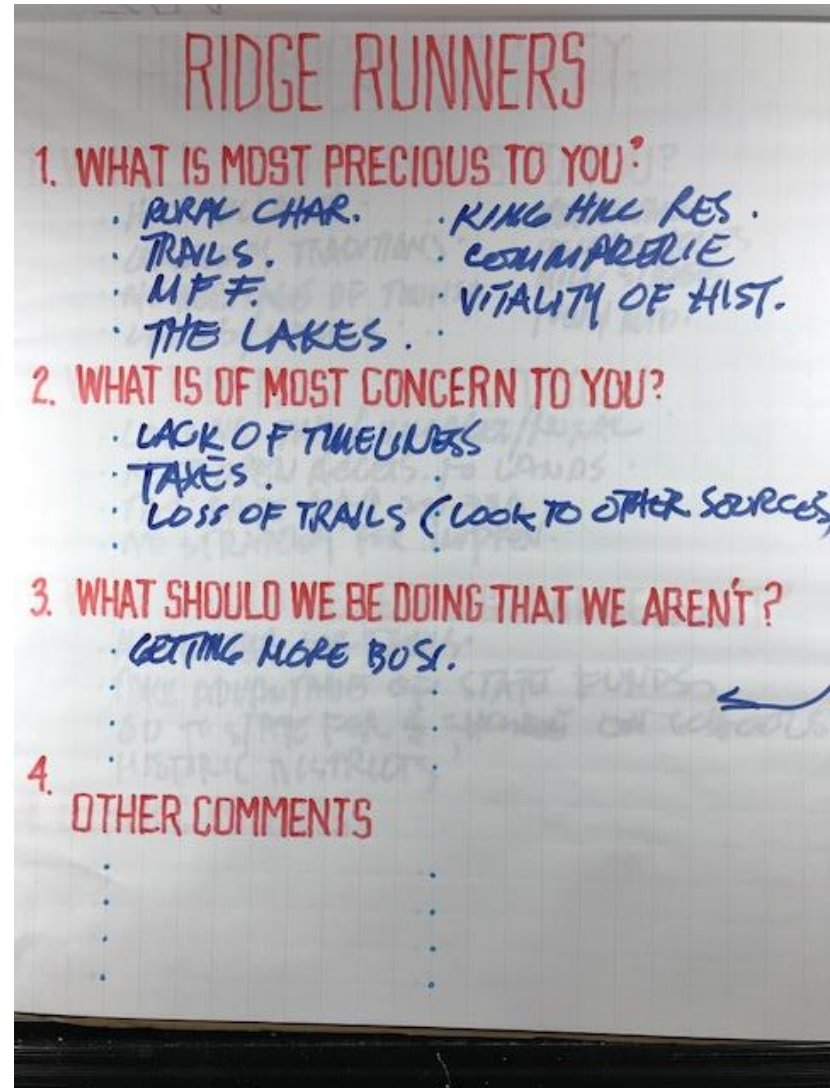 RIDGE RUNNERS
1. WHAT IS MOST PRECIOUS TO YOU?
· RURAL CHAR.
· TRAILS.
· MFF.
· THE LAKES.
· KING HILL RES.
· COMMARERIE
· VITALITY OF HIST.
2. WHAT IS OF MOST CONCERN TO YOU?
· LACK OF TIMELINESS
· TAXES.
· LOSS OF TRAILS (LOOK TO OTHER SOURCES)
3. WHAT SHOULD WE BE DOING THAT WE AREN'T?
· GETTING MORE BUSI.
4.
OTHER COMMENTS